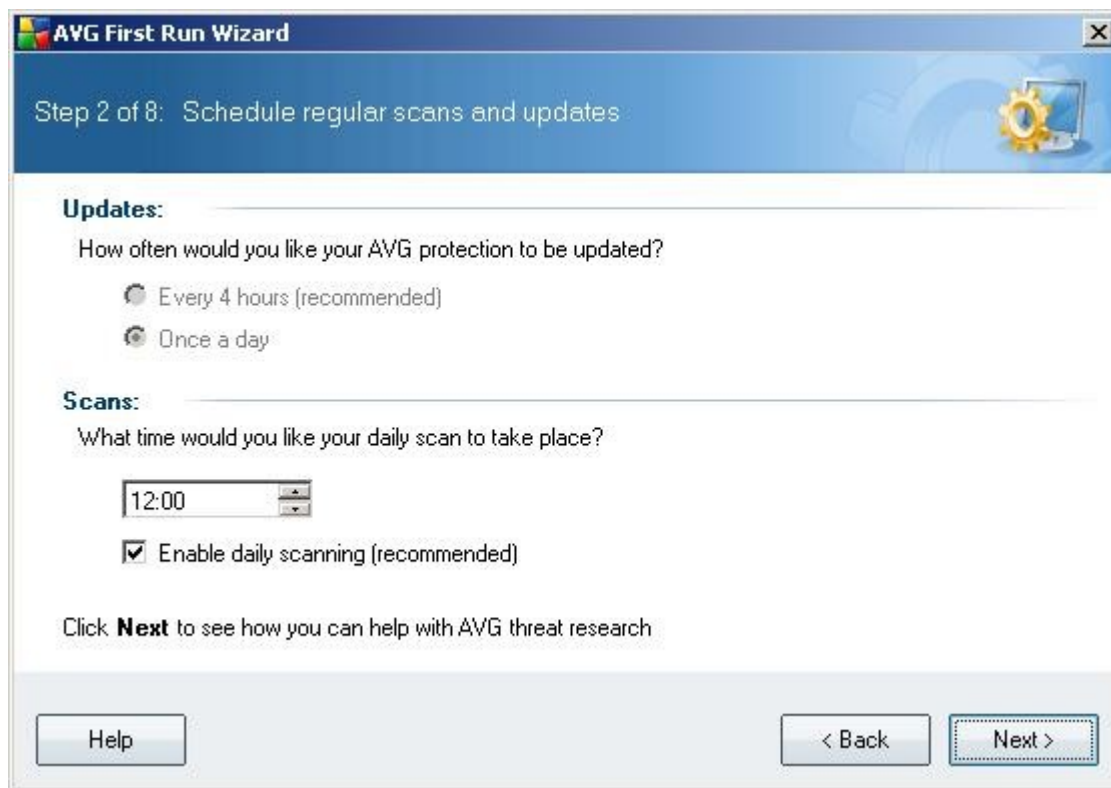 AVG First Run Wizard
Step 2 of 8: Schedule regular scans and updates
Updates:
How often would you like your AVG protection to be updated?
Every 4 hours (recommended)
Once a day
Scans:
What time would you like your daily scan to take place?
12:00
Enable daily scanning (recommended)
Click Next to see how you can help with AVG threat research
Help
< Back
Next >